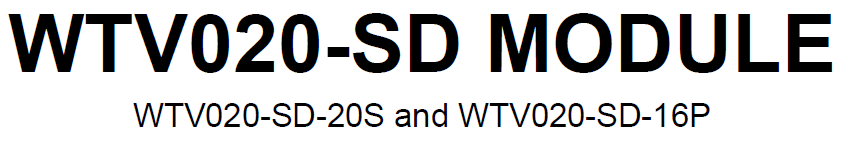 WTV020-SD MODULE
WTV020-SD-20S and WTV020-SD-16P